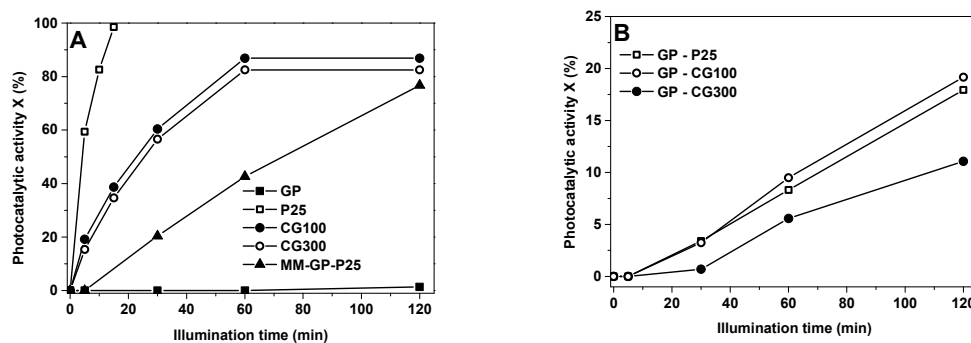 A
Photocatalytic activity X (%)
100
80
60
40
20
0
GP
P25
CG100
CG300
MM-GP-P25
0 20 40 60 80 100 120
Illumination time (min)
B
Photocatalytic activity X (%)
25
20
15
10
5
0
GP - P25
GP - CG100
GP - CG300
0 20 40 60 80 100 120
Illumination time (min)